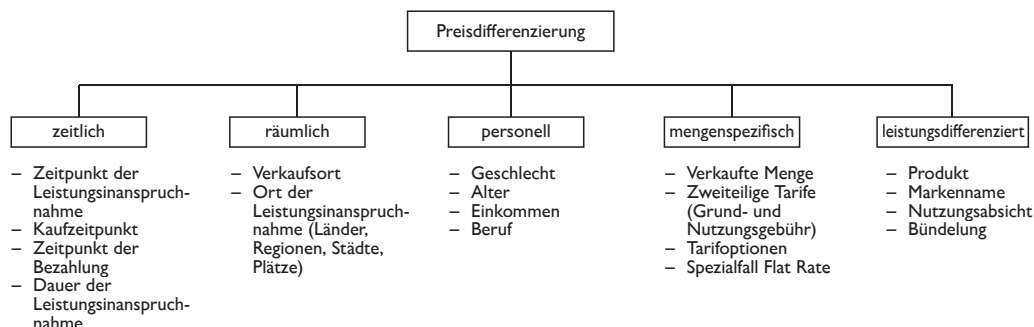 Preisdifferenzierung
zeitlich
– Zeitpunkt der
Leistungsinanspruch-
nahme
– Kaufzeitpunkt
– Zeitpunkt der
Bezahlung
– Dauer der
Leistungsinanspruch-
nahme
räumlich
– Verkaufsort
– Ort der
Leistungsinanspruch-
nahme (Länder,
Regionen, Städte,
Plätze)
personell
– Geschlecht
– Alter
– Einkommen
– Beruf
mengenspezifisch
– Verkaufte Menge
– Zweiteilige Tarife
(Grund- und
Nutzungsgebühr)
– Tarifoptionen
– Spezialfall Flat Rate
leistungsdifferenziert
– Produkt
– Markenname
– Nutzungsabsicht
– Bündelung